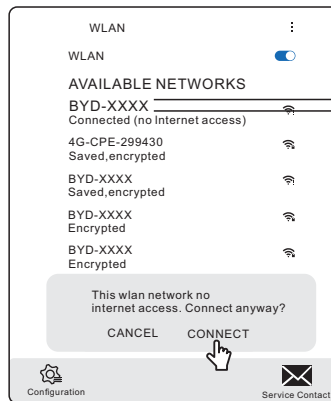 WLAN
WLAN
AVAILABLE NETWORKS
BYD-XXXX
Connected (no Internet access)
4G-CPE-299430
Saved,encrypted
BYD-XXXX
Saved,encrypted
BYD-XXXX
Encrypted
BYD-XXXX
Encrypted
This wlan network no
internet access. Connect anyway?
CANCEL CONNECT
Configuration Service Contact